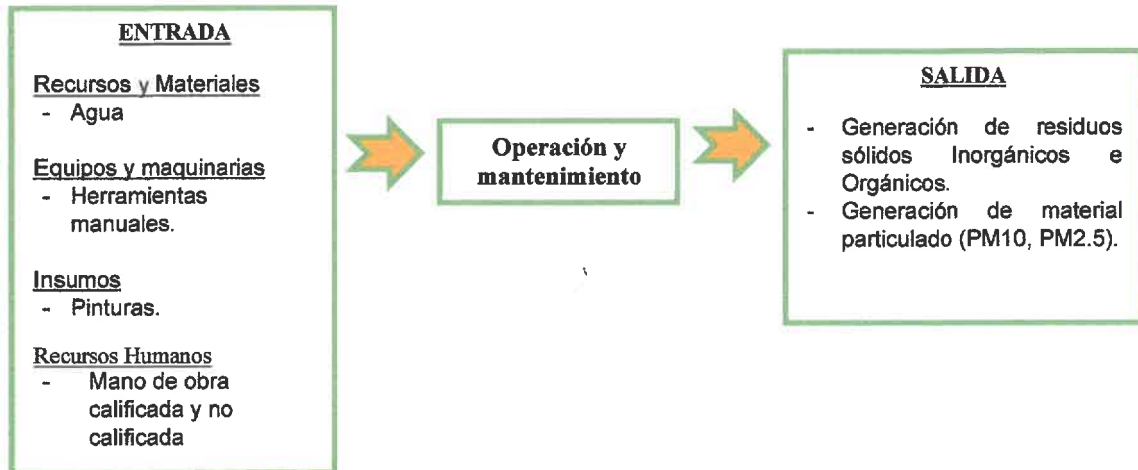 ENTRADA
Recursos y Materiales
- Agua
Equipos y maquinarias
- Herramientas
manuales.
Insumos
- Pinturas.
Recursos Humanos
- Mano de obra
calificada y no
calificada
Operación y
mantenimiento
SALIDA
- Generación de residuos
sólidos Inorgánicos e
Orgánicos.
- Generación de material
particulado (PM10, PM2.5).